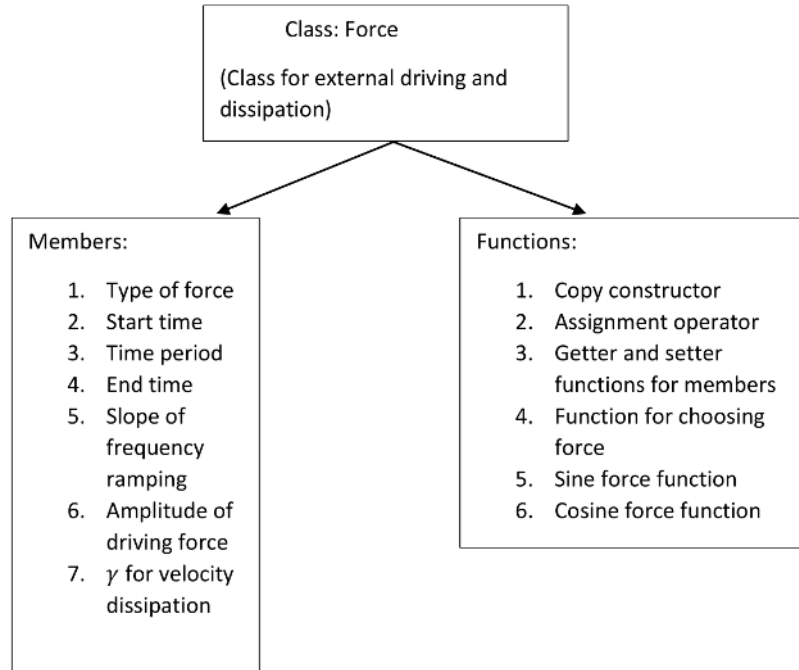 Class: Force
(Class for external driving and
dissipation)
Members:
1. Type of force
2. Start time
3. Time period
4. End time
5. Slope of
frequency
ramping
6. Amplitude of
driving force
7. γ for velocity
dissipation
Functions:
1. Copy constructor
2. Assignment operator
3. Getter and setter
functions for members
4. Function for choosing
force
5. Sine force function
6. Cosine force function